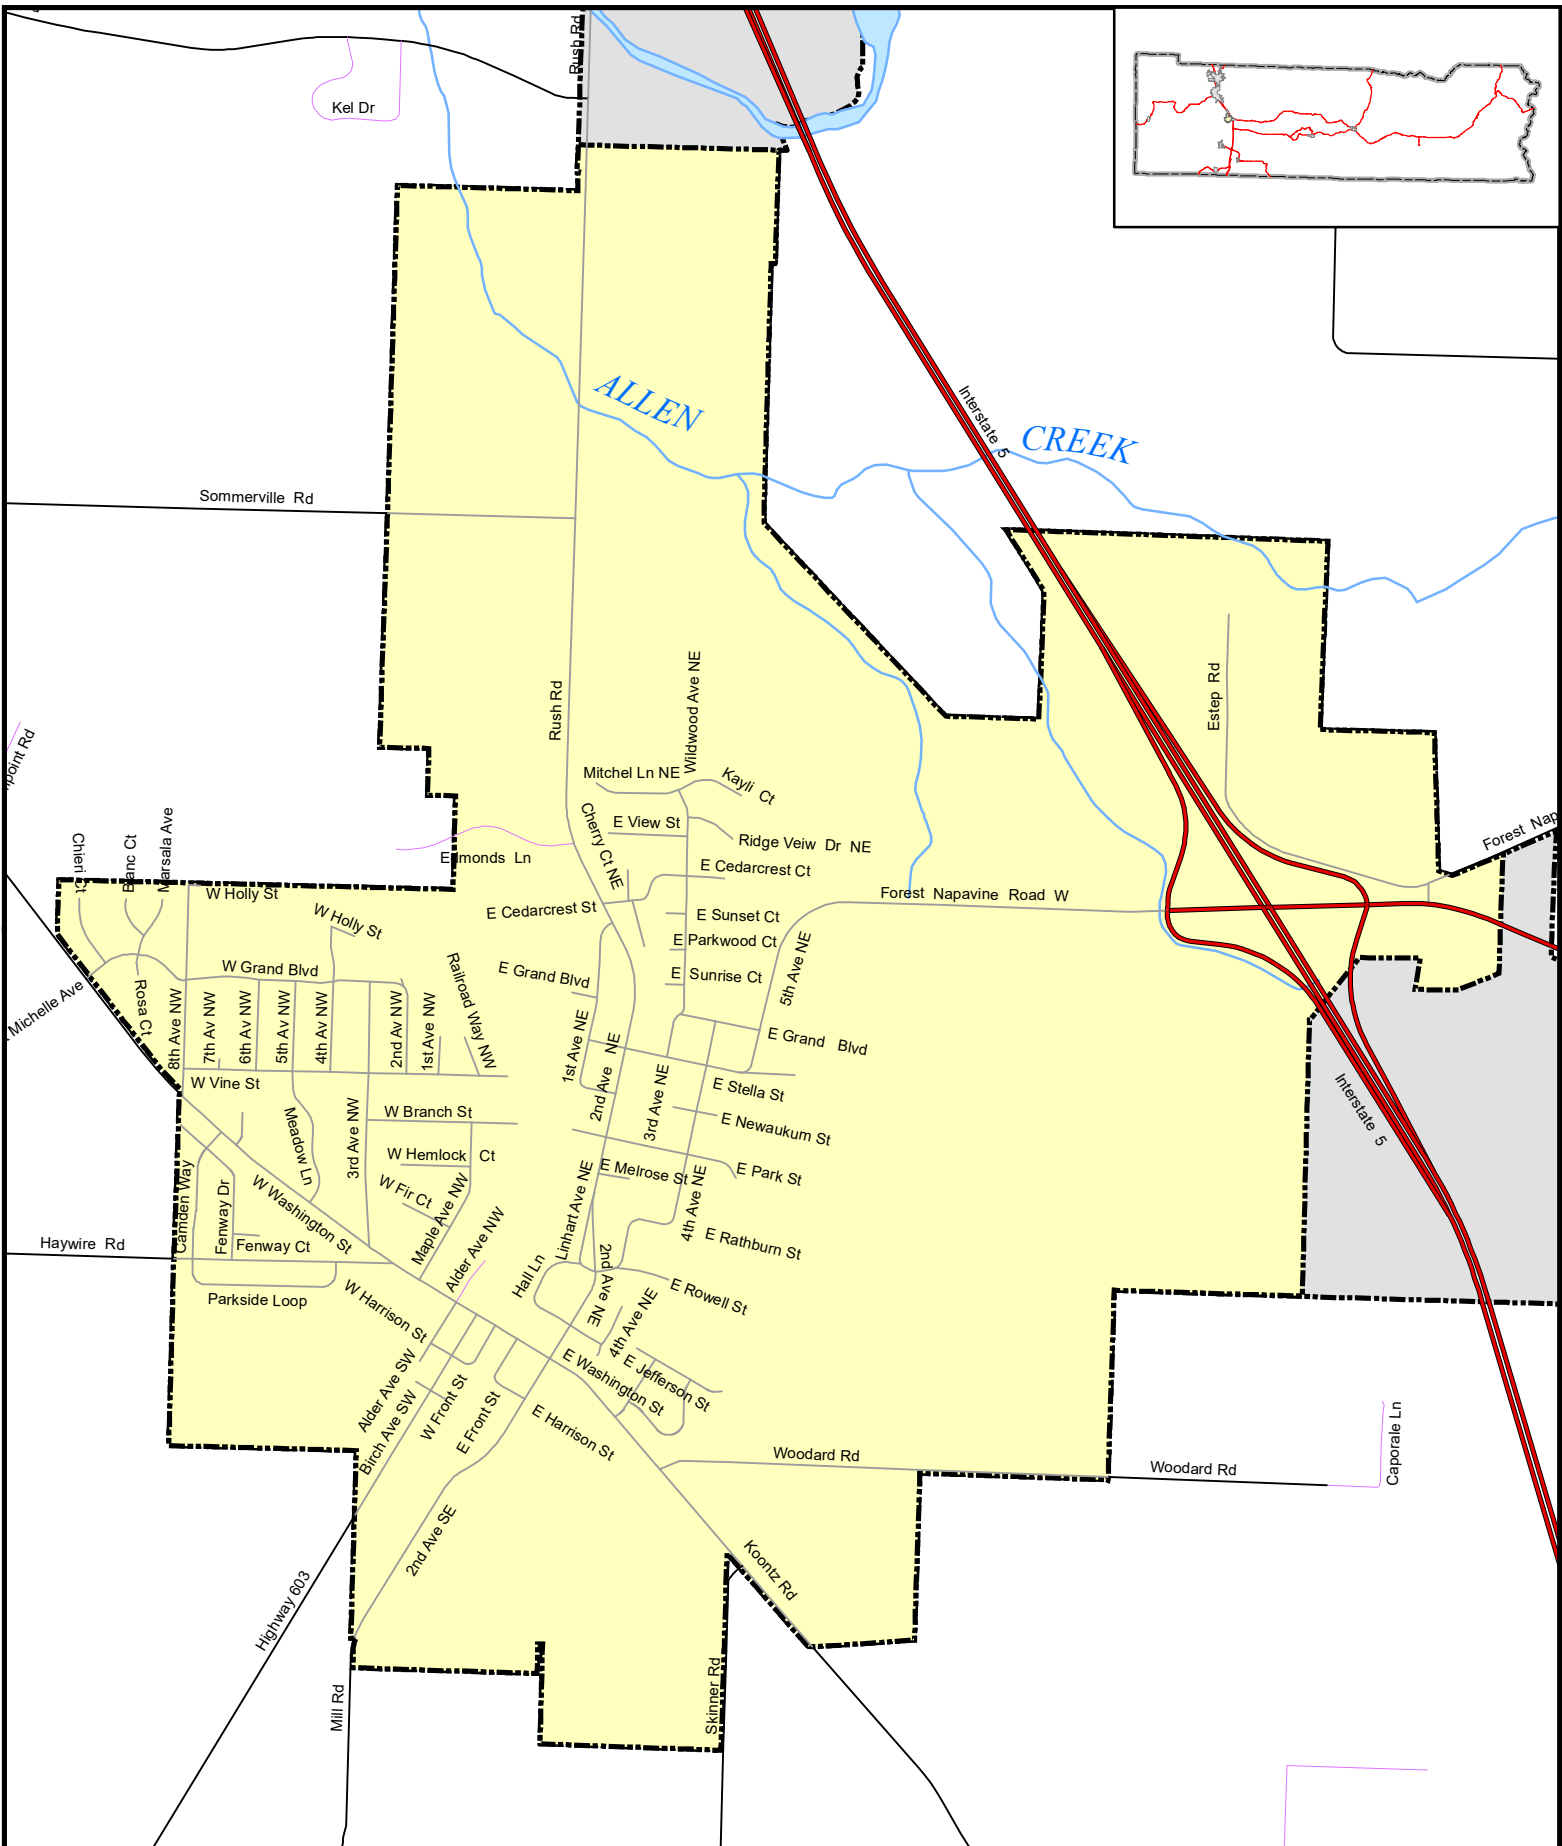 Rush Rd
Kel Dr
ALLEN
CREEK
Interstate 5
Sommerville Rd
Estep Rd
Rush Rd
Wildwood Ave NE
Mitchel Ln NE
Kayli Ct
Cherry Ct NE
E View St
Ridge Veiw Dr NE
Edmonds Ln
E Cedarcrest Ct
Forest Nap
Chieri Ct
Blanc Ct
Marsala Ave
W Holly St
W Holly St
E Cedarcrest St
E Sunset Ct
Forest Napavine Road W
E Parkwood Ct
W Grand Blvd
Railroad Way NW
E Grand Blvd
E Sunrise Ct
5th Ave NE
Michelle Ave
Rosa Ct
8th Ave NW
7th Av NW
6th Av NW
5th Av NW
4th Av NW
2nd Av NW
1st Ave NW
1st Ave NE
2nd Ave NE
E Grand Blvd
W Vine St
3rd Ave NE
E Stella St
Interstate 5
Meadow Ln
3rd Ave NW
W Branch St
E Newaukum St
W Hemlock Ct
E Melrose St
E Park St
Camden Way
Fenway Dr
W Washington St
W Fir Ct
Maple Ave NW
Alder Ave NW
Linhart Ave NE
4th Ave NE
Haywire Rd
Fenway Ct
E Rathburn St
Hall Ln
2nd Ave NE
Parkside Loop
W Harrison St
E Rowell St
4th Ave NE
Alder Ave SW
Birch Ave SW
W Front St
E Front St
E Washington St
E Jefferson St
E Harrison St
Woodard Rd
Woodard Rd
Caporale Ln
2nd Ave SE
Koontz Rd
Highway 603
Mill Rd
Skinner Rd